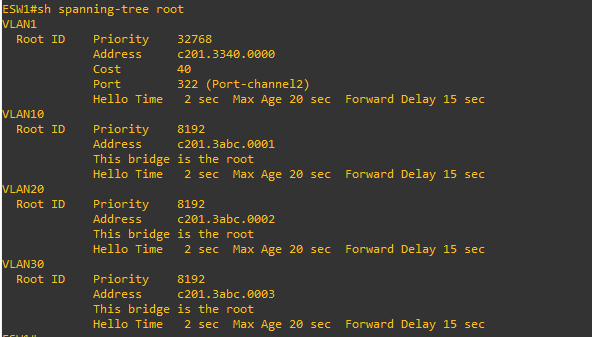 ESW1#sh spanning-tree root
VLAN1
  Root ID    Priority    32768
             Address     c201.3340.0000
             Cost        40
             Port        322 (Port-channel2)
             Hello Time   2 sec  Max Age 20 sec  Forward Delay 15 sec
VLAN10
  Root ID    Priority    8192
             Address     c201.3abc.0001
             This bridge is the root
             Hello Time   2 sec  Max Age 20 sec  Forward Delay 15 sec
VLAN20
  Root ID    Priority    8192
             Address     c201.3abc.0002
             This bridge is the root
             Hello Time   2 sec  Max Age 20 sec  Forward Delay 15 sec
VLAN30
  Root ID    Priority    8192
             Address     c201.3abc.0003
             This bridge is the root
             Hello Time   2 sec  Max Age 20 sec  Forward Delay 15 sec